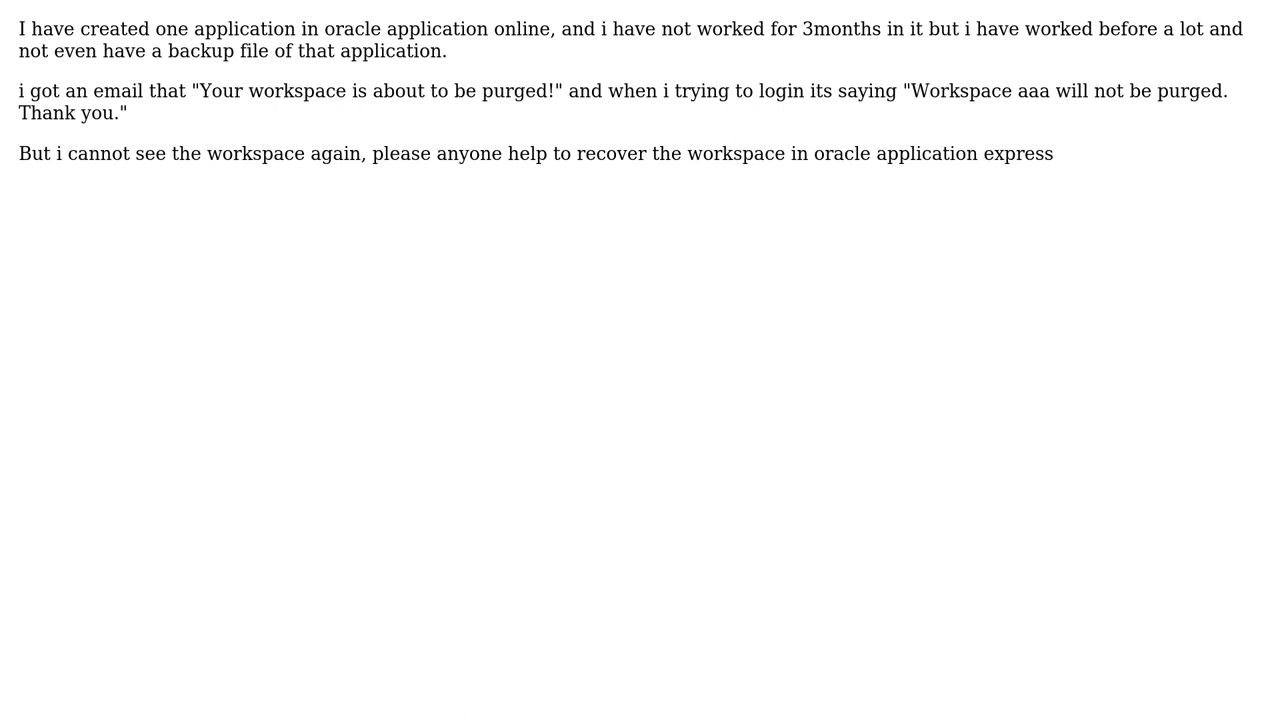 I have created one application in oracle application online, and i have not worked for 3months in it but i have worked before a lot and
not even have a backup file of that application.
i got an email that "Your workspace is about to be purged!" and when i trying to login its saying "Workspace aaa will not be purged.
Thank you."
But i cannot see the workspace again, please anyone help to recover the workspace in oracle application express